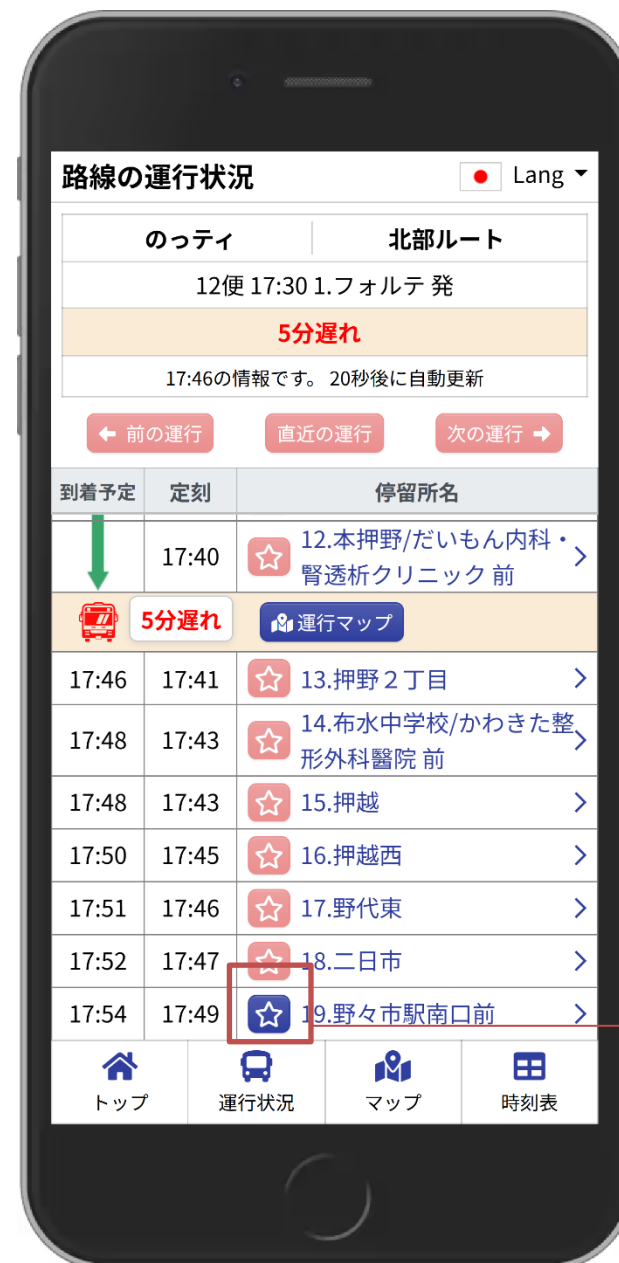 路線の運行状況 Lang
のっティ 北部ルート
12便 17:30 1.フォルテ 発
5分遅れ
17:46の情報です。 20秒後に自動更新
前の運行 直近の運行 次の運行
到着予定 定刻 停留所名
17:40 12.本押野/だいもん内科・
腎透析クリニック 前
5分遅れ 運行マップ
17:46 17:41 13.押野２丁目
17:48 17:43 14.布水中学校/かわきた整
形外科醫院 前
17:48 17:43 15.押越
17:50 17:45 16.押越西
17:51 17:46 17.野代東
17:52 17:47 18.二日市
17:54 17:49 19.野々市駅南口前
トップ 運行状況 マップ 時刻表